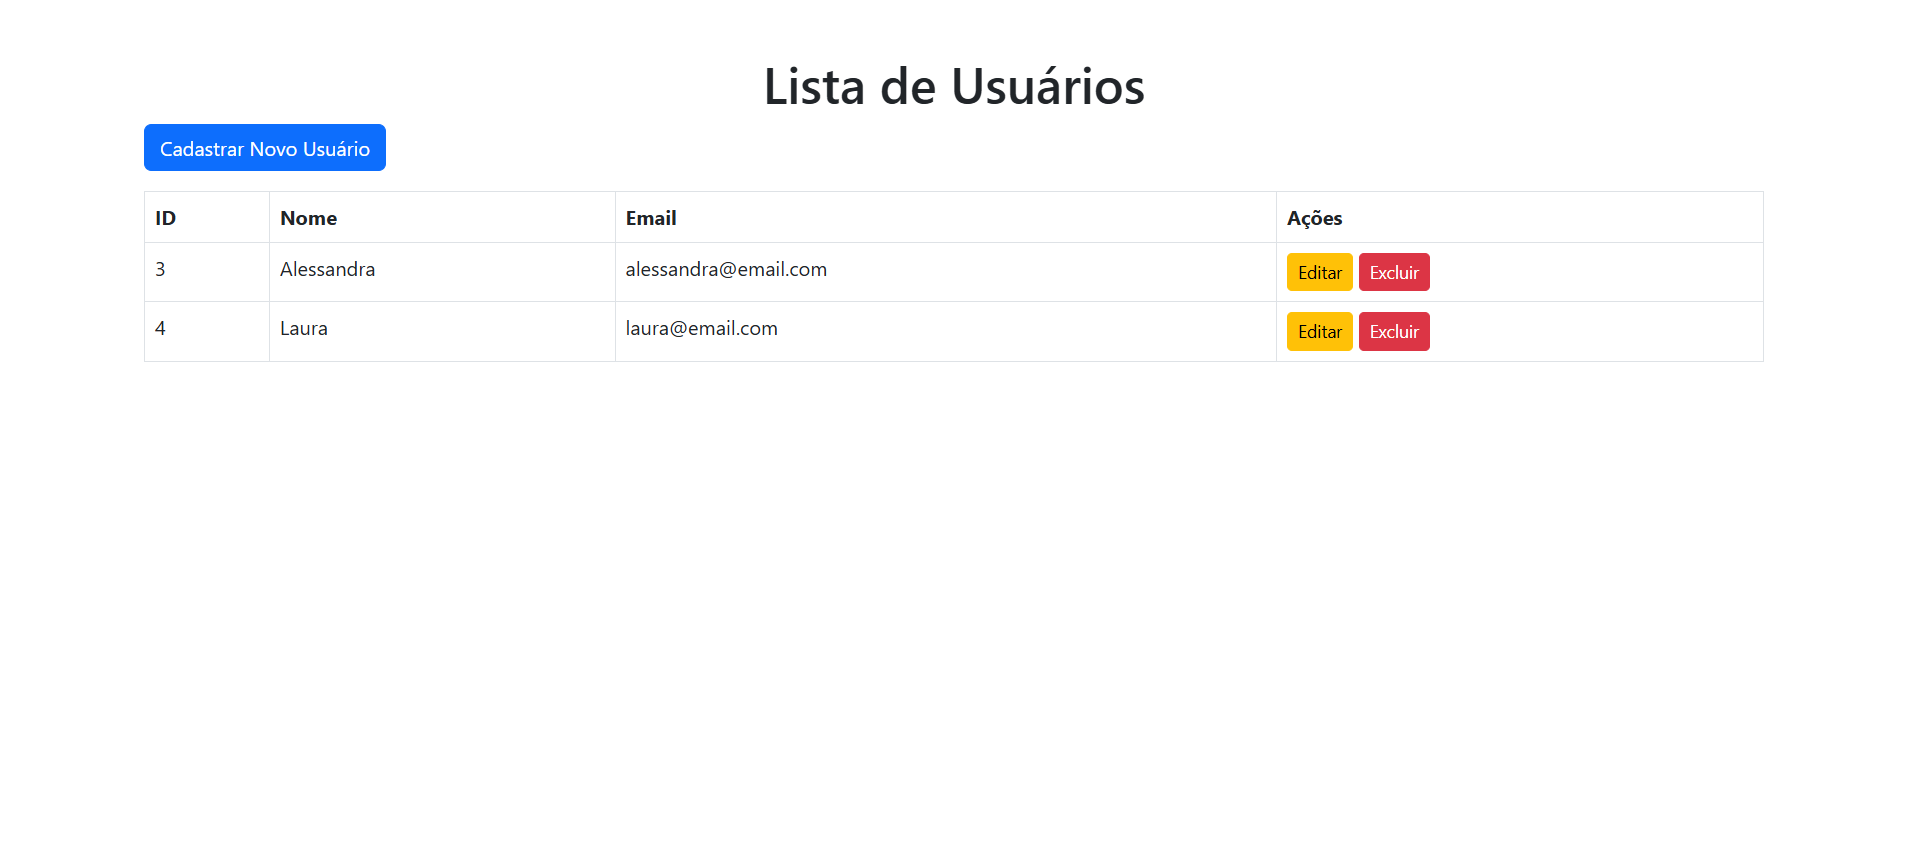 Lista de Usuários
Cadastrar Novo Usuário
ID Nome Email Ações
3 Alessandra alessandra@email.com Editar Excluir
4 Laura laura@email.com Editar Excluir